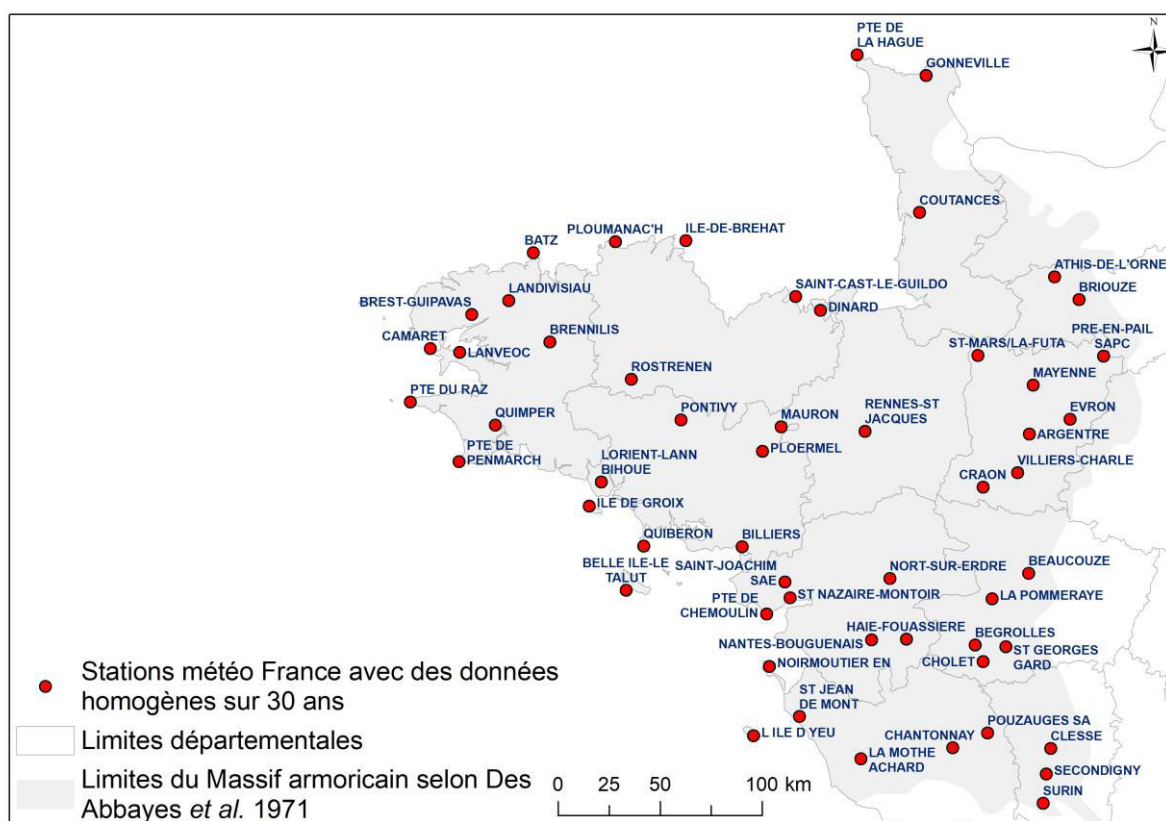 PTE DE
LA HAGUE
N
GONNEVILLE
COUTANCES
PLOUMANAC'H
ILE-DE-BREHAT
BATZ
ATHIS-DE-L'ORNE
SAINT-CAST-LE-GUILDO
BRIOUZE
LANDIVISIAU
BREST-GUIPAVAS
DINARD
CAMARET
BRENNILIS
ST-MARS/LA-FUTA
PRE-EN-PAIL
SAPC
LANVEOC
ROSTRENEN
MAYENNE
PTE DU RAZ
PONTIVY
MAURON
RENNES-ST
JACQUES
EVRON
QUIMPER
ARGENTRE
PTE DE
PENMARCH
LORIENT-LANN
BIHOUE
PLOERMEL
VILLIERS-CHARLE
CRAON
ILE DE GROIX
QUIBERON
BILLIERS
BELLE ILE-LE
TALUT
SAINT-JOACHIM
SAE
NORT-SUR-ERDRE
BEAUCOUZE
PTE DE
CHEMOULIN
ST NAZAIRE-MONTOIR
LA POMMERAYE
HAIE-FOUASSIERE
NANTES-BOUGUENAIS
BEGROLLES
ST GEORGES
GARD
NOIRMOUTIER EN
CHOLET
ST JEAN
DE MONT
L ILE D YEU
POUZAUGES SA
CHANTONNAY
CLESSE
LA MOTHE
ACHARD
SECONDIGNY
SURIN
Stations météo France avec des données
homogènes sur 30 ans
Limites départementales
Limites du Massif armoricain selon Des
Abbayes et al. 1971
0 25 50 100 km